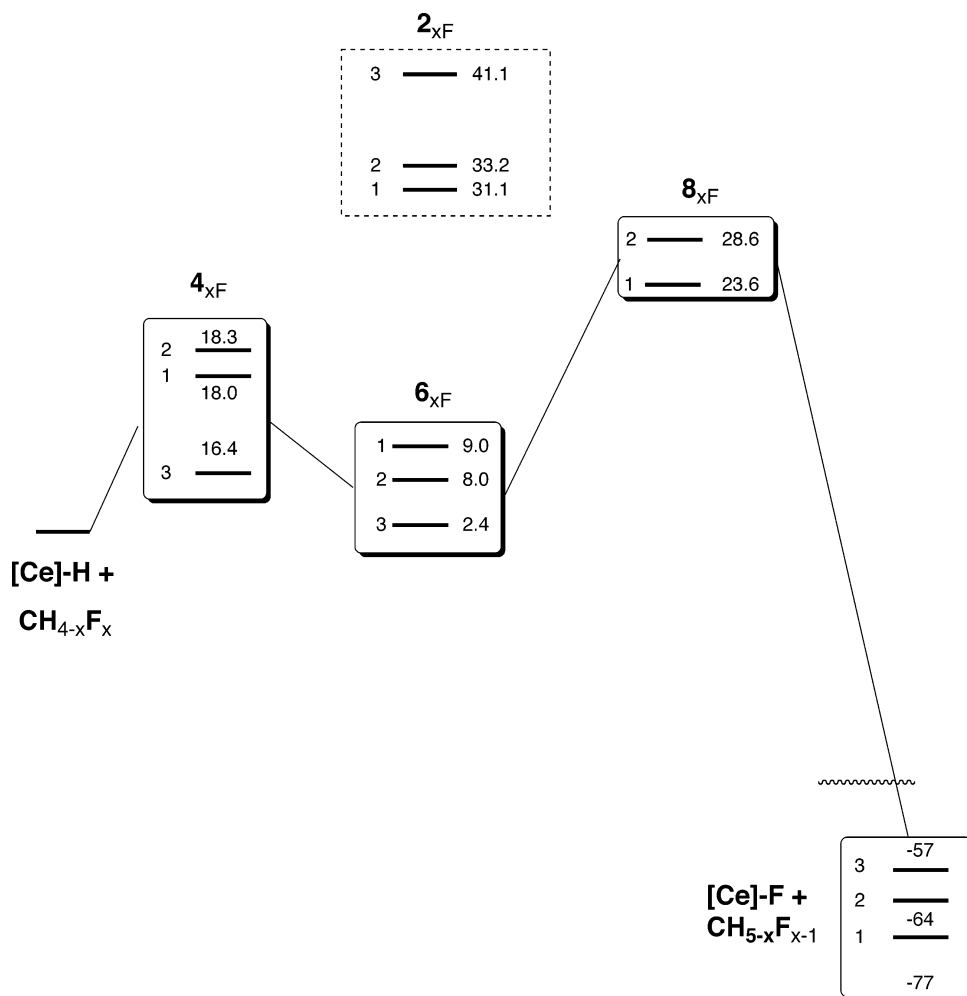 2xF
3 41.1
2 33.2
1 31.1
8xF
2 28.6
1 23.6
4xF
18.3
2
1
18.0
16.4
3
6xF
1 9.0
2 8.0
3 2.4
[Ce]-H +
CH4-xFx
[Ce]-F +
CH5-xFx-1
-57
3
2
-64
1
-77